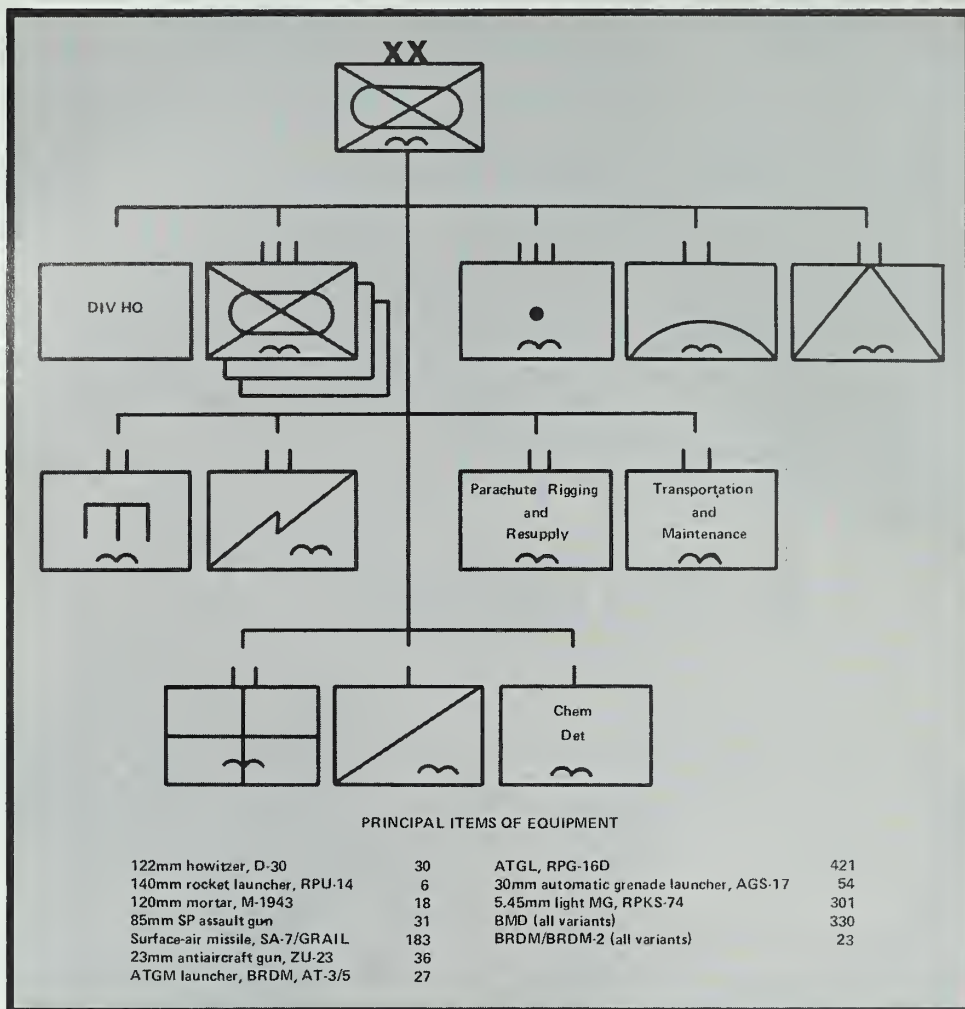 XX
DIV HQ
Parachute Rigging
and
Resupply
Transportation
and
Maintenance
Chem
Det
PRINCIPAL ITEMS OF EQUIPMENT
122mm howitzer, D-30 30
140mm rocket launcher, RPU-14 6
120mm mortar, M-1943 18
85mm SP assault gun 31
Surface-air missile, SA-7/GRAIL 183
23mm antiaircraft gun, ZU-23 36
ATGM launcher, BRDM, AT-3/5 27
ATGL, RPG-16D 421
30mm automatic grenade launcher, AGS-17 54
5.45mm light MG, RPKS-74 301
BMD (all variants) 330
BRDM/BRDM-2 (all variants) 23